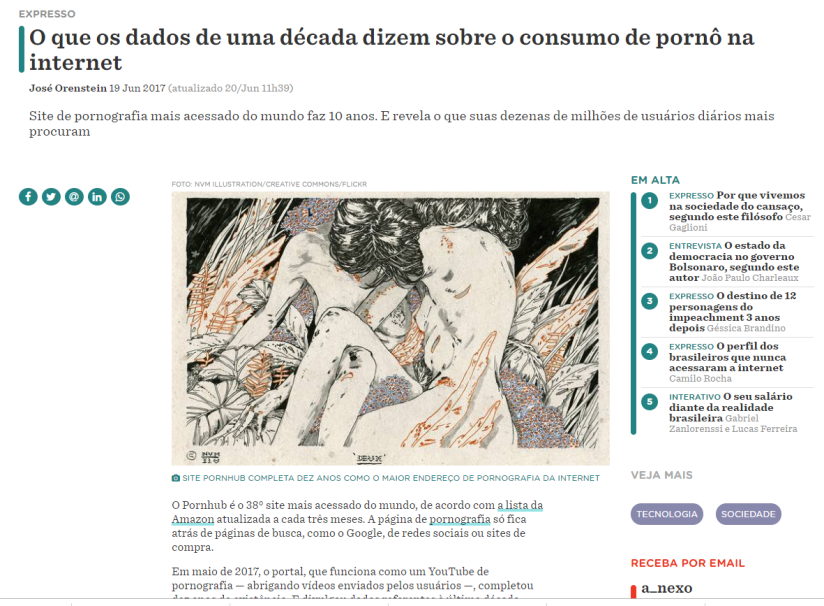 EXPRESSO
O que os dados de uma década dizem sobre o consumo de pornô na
internet
José Orenstein 19 Jun 2017 (atualizado 20/Jun 11h39)
Site de pornografia mais acessado do mundo faz 10 anos. E revela o que suas dezenas de milhões de usuários diários mais
procuram
FOTO: NVM ILLUSTRATION/CREATIVE COMMONS/FLICKR
SITE PORNHUB COMPLETA DEZ ANOS COMO O MAIOR ENDEREÇO DE PORNOGRAFIA DA INTERNET
O Pornhub é o 38º site mais acessado do mundo, de acordo com a lista da
Amazon atualizada a cada três meses. A página de pornografia só fica
atrás de páginas de busca, como o Google, de redes sociais ou sites de
compra.
Em maio de 2017, o portal, que funciona como um YouTube de
pornografia — abrigando vídeos enviados pelos usuários —, completou
EM ALTA
1
EXPRESSO Por que vivemos
na sociedade do cansaço,
segundo este filósofo Cesar
Gaglioni
2
ENTREVISTA O estado da
democracia no governo
Bolsonaro, segundo este
autor João Paulo Charleaux
3
EXPRESSO O destino de 12
personagens do
impeachment 3 anos
depois Géssica Brandino
4
EXPRESSO O perfil dos
brasileiros que nunca
acessaram a internet
Camilo Rocha
5
INTERATIVO O seu salário
diante da realidade
brasileira Gabriel
Zanlorenssi e Lucas Ferreira
VEJA MAIS
TECNOLOGIA
SOCIEDADE
RECEBA POR EMAIL
a_nexo